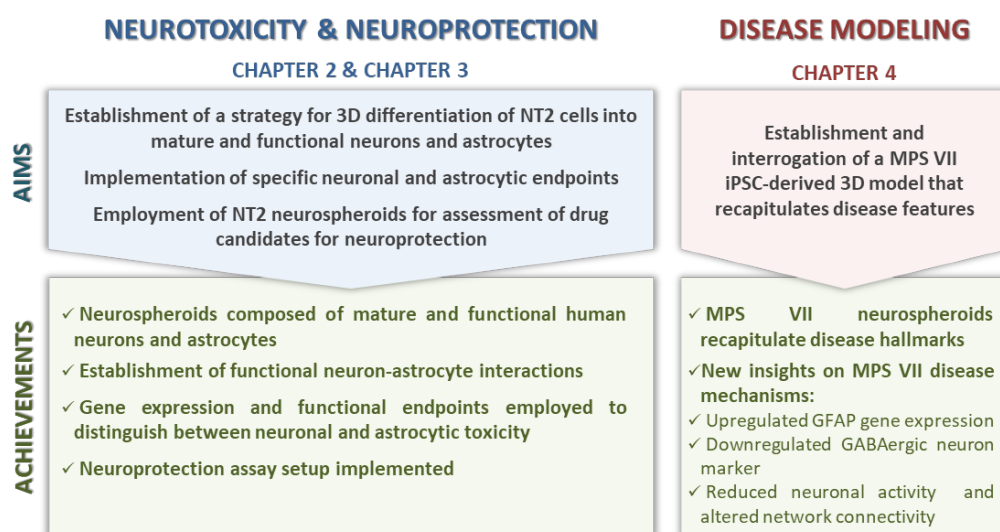 NEUROTOXICITY & NEUROPROTECTION
CHAPTER 2 & CHAPTER 3
AIMS
Establishment of a strategy for 3D differentiation of NT2 cells into
mature and functional neurons and astrocytes
Implementation of specific neuronal and astrocytic endpoints
Employment of NT2 neurospheroids for assessment of drug
candidates for neuroprotection
DISEASE MODELING
CHAPTER 4
Establishment and
interrogation of a MPS VII
iPSC-derived 3D model that
recapitulates disease features
ACHIEVEMENTS
✓ Neurospheroids composed of mature and functional human
neurons and astrocytes
✓ Establishment of functional neuron-astrocyte interactions
✓ Gene expression and functional endpoints employed to
distinguish between neuronal and astrocytic toxicity
✓ Neuroprotection assay setup implemented
✓ MPS VII neurospheroids
recapitulate disease hallmarks
✓ New insights on MPS VII disease
mechanisms:
✓ Upregulated GFAP gene expression
✓ Downregulated GABAergic neuron
marker
✓ Reduced neuronal activity and
altered network connectivity